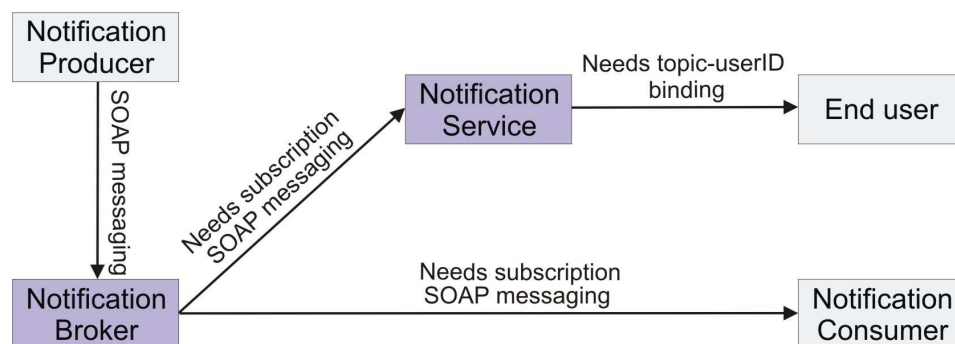 Notification
Producer
SOAP messaging
Notification
Broker
Needs subscription
SOAP messaging
Notification
Service
Needs topic-userID
binding
End user
Needs subscription
SOAP messaging
Notification
Consumer